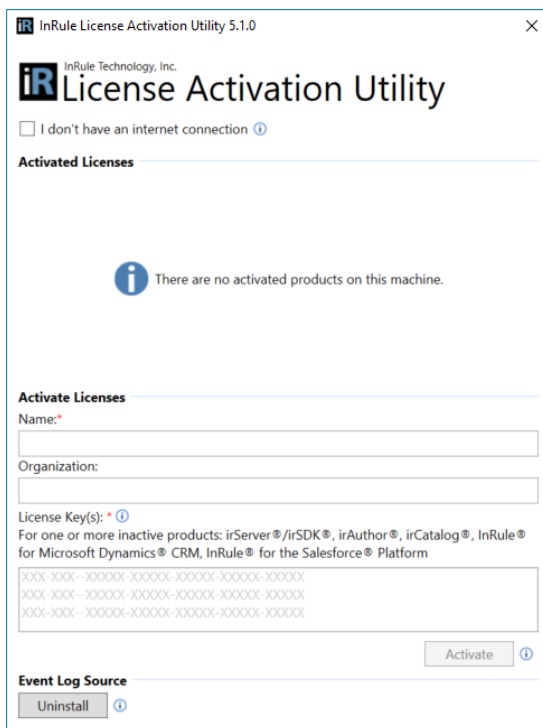 iR InRule License Activation Utility 5.1.0
iR InRule Technology, Inc.
License Activation Utility
I don't have an internet connection
Activated Licenses
There are no activated products on this machine.
Activate Licenses
Name:*
Organization:
License Key(s): *
For one or more inactive products: irServer®/irSDK®, irAuthor®, irCatalog®, InRule®
for Microsoft Dynamics® CRM, InRule® for the Salesforce® Platform
XXX-XXX--XXXXX-XXXXX-XXXXX-XXXXX-XXXXX
XXX-XXX--XXXXX-XXXXX-XXXXX-XXXXX-XXXXX
XXX-XXX--XXXXX-XXXXX-XXXXX-XXXXX-XXXXX
Activate
Event Log Source
Uninstall